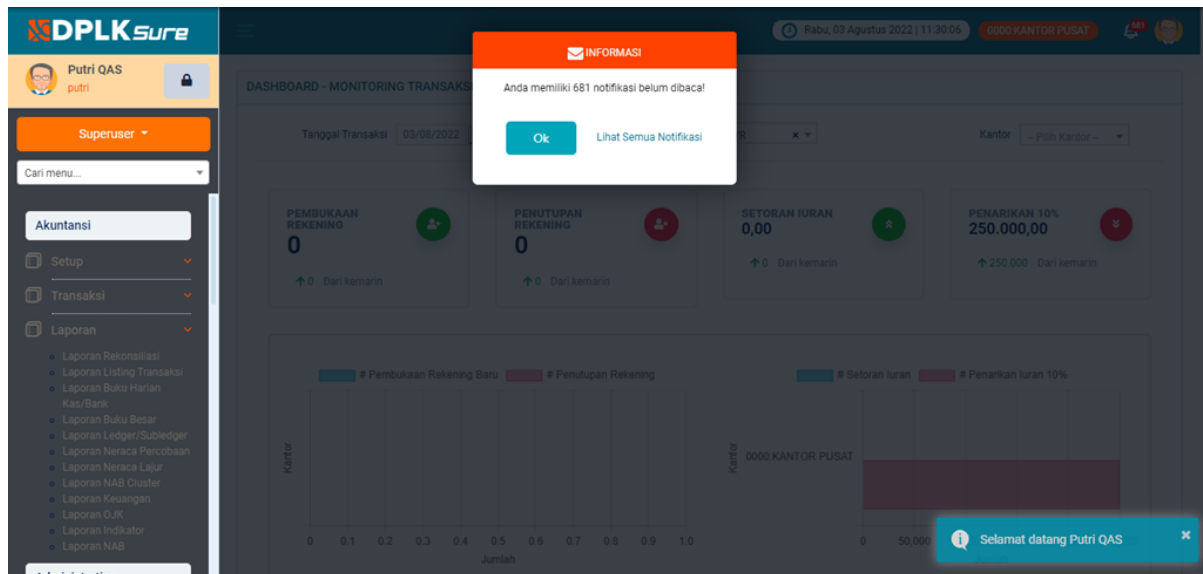 DPLK Sure
Rabu, 03 Agustus 2022 | 11:30:06
0000:KANTOR PUSAT
681
Putri QAS
putri
Superuser
Cari menu...
Akuntansi
Setup
Transaksi
Laporan
Laporan Rekonsiliasi
Laporan Listing Transaksi
Laporan Buku Harian
Kas/Bank
Laporan Buku Besar
Laporan Ledger/Subledger
Laporan Neraca Percobaan
Laporan Neraca Lajur
Laporan NAB Cluster
Laporan Keuangan
Laporan OJK
Laporan Indikator
Laporan NAB
INFORMASI
Anda memiliki 681 notifikasi belum dibaca!
Ok
Lihat Semua Notifikasi
DASHBOARD - MONITORING TRANSAKSI
Tanggal Transaksi 03/08/2022
Kantor -- Pilih Kantor --
PEMBUKAAN
REKENING
0
0 Dari kemarin
PENUTUPAN
REKENING
0
0 Dari kemarin
SETORAN IURAN
0,00
0 Dari kemarin
PENARIKAN 10%
250.000,00
250.000 Dari kemarin
# Pembukaan Rekening Baru # Penutupan Rekening
Kantor
0 0.1 0.2 0.3 0.4 0.5 0.6 0.7 0.8 0.9 1.0
Jumlah
# Setoran Iuran # Penarikan Iuran 10%
Kantor
0000:KANTOR PUSAT
0 50,000
Selamat datang Putri QAS